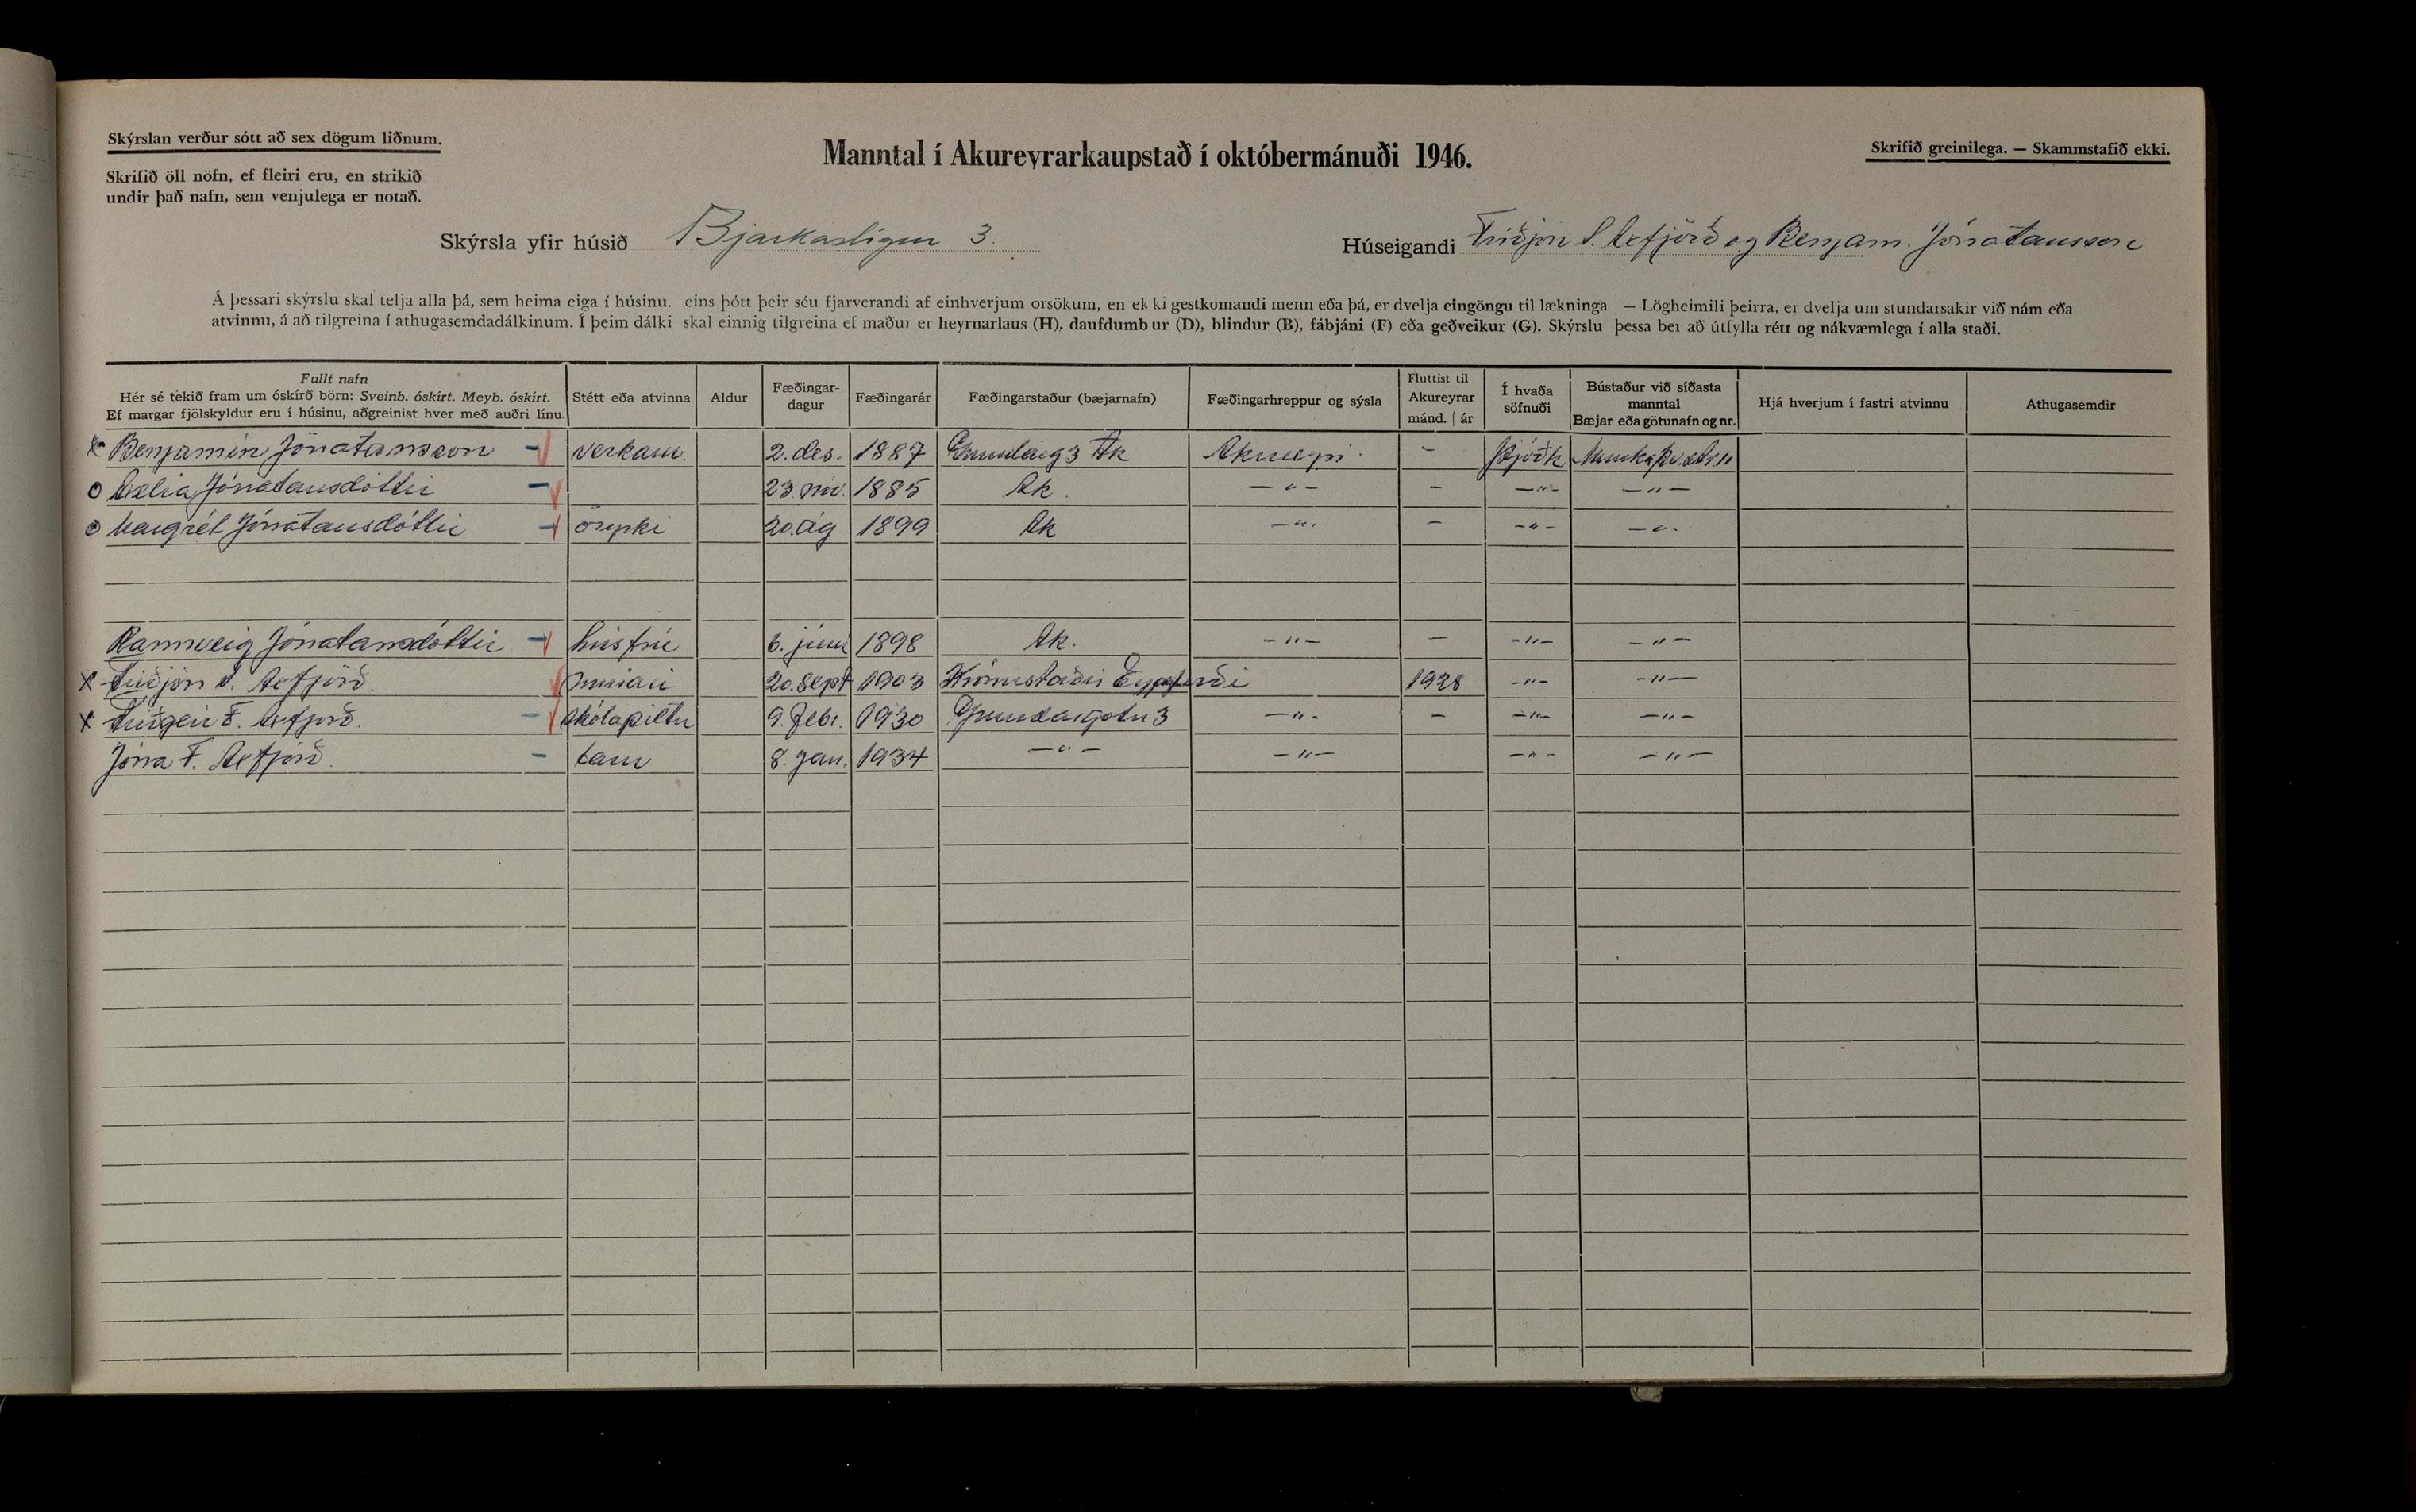 Skýrslan verður sótt að sex dögum liðnum.
Skrifið öll nöfn, ef fleiri eru, en strikið
undir það nafn, sem venjulega er notað.
Manntal í Akureyrarkaupstað í októbermánuði 1946.
Skrifið greinilega. — Skammstafið ekki.
Skýrsla yfir húsið Bjarkastígur 3.
Húseigandi Friðjón S. Axfjörð og Benjam. Jónatansson
Á þessari skýrslu skal telja alla þá, sem heima eiga í húsinu, eins þótt þeir séu fjarverandi af einhverjum orsökum, en ekki gestkomandi menn eða þá, er dvelja eingöngu til lækninga — Lögheimili þeirra, er dvelja um stundarsakir við nám eða
atvinnu, á að tilgreina í athugasemdadálkinum. Í þeim dálki skal einnig tilgreina ef maður er heyrnarlaus (H), daufdumbur (D), blindur (B), fábjáni (F) eða geðveikur (G). Skýrslu þessa ber að útfylla rétt og nákvæmlega í alla staði.
Fullt nafn
Hér sé tekið fram um óskírð börn: Sveinb. óskírt. Meyb. óskírt.
Ef margar fjölskyldur eru í húsinu, aðgreinist hver með auðri línu.
Stétt eða atvinna
Aldur
Fæðingar-
dagur
Fæðingarár
Fæðingarstaður (bæjarnafn)
Fæðingarhreppur og sýsla
Fluttist til
Akureyrar
mánd. | ár
Í hvaða
söfnuði
Bústaður við síðasta
manntal
Bæjar eða götunafn og nr.
Hjá hverjum í fastri atvinnu
Athugasemdir
x Benjamín Jónatansson verkam. 2. des. 1887 3 Ak Akureyri - Þjóðk
o Jónatansdóttir 23. nóv. 1885 Ak. —"— - —"— —"—
o Margrét Jónatansdóttir öryrki 20. ág 1899 Ak —"— - —"— —"—
Rannveig Jónatansdóttir húsfrú 6. júní 1898 Ak. —"— — —"— —"—
x Friðjón S. Axfjörð múrari 20. sept 1903 Eyjafirði 1928 —"— —"—
x Friðgeir F. Axfjörð. skólapiltur 9. febr. 1930 Grundargötu 3 —"— - —"— —"—
Jóna F. Axfjörð. barn 8. jan. 1934 —"— —"— —"— —"—